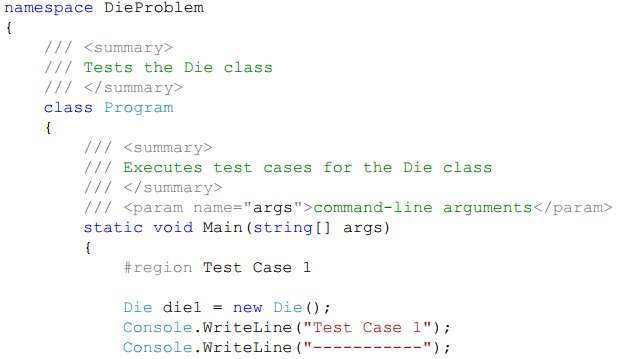 namespace DieProblem
{
/// <summary>
/// Tests the Die class
/// </summary>
class Program
{
/// <summary>
/// Executes test cases for the Die class
/// </summary>
/// <param name="args">command-line arguments</param>
static void Main(string[] args)
{
#region Test Case 1
Die die1 = new Die();
Console.WriteLine("Test Case 1");
Console.WriteLine("-----------");